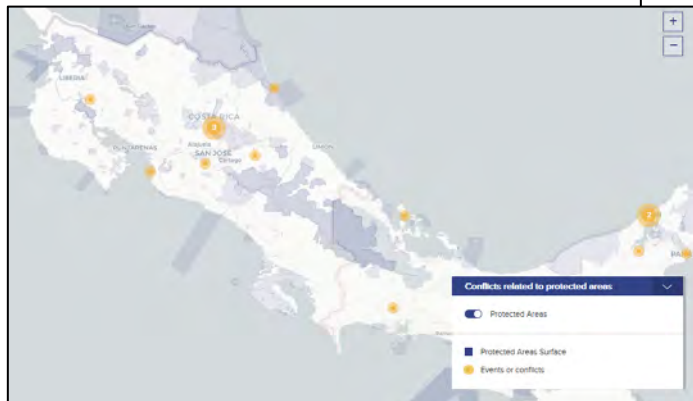 +
−
LIBERIA
COSTA RICA
3
PUNTARENAS
Alajuela
SAN JOSÉ
Cartago
LIMON
2
Conflicts related to protected areas
Protected Areas
Protected Areas Surface
Events or conflicts